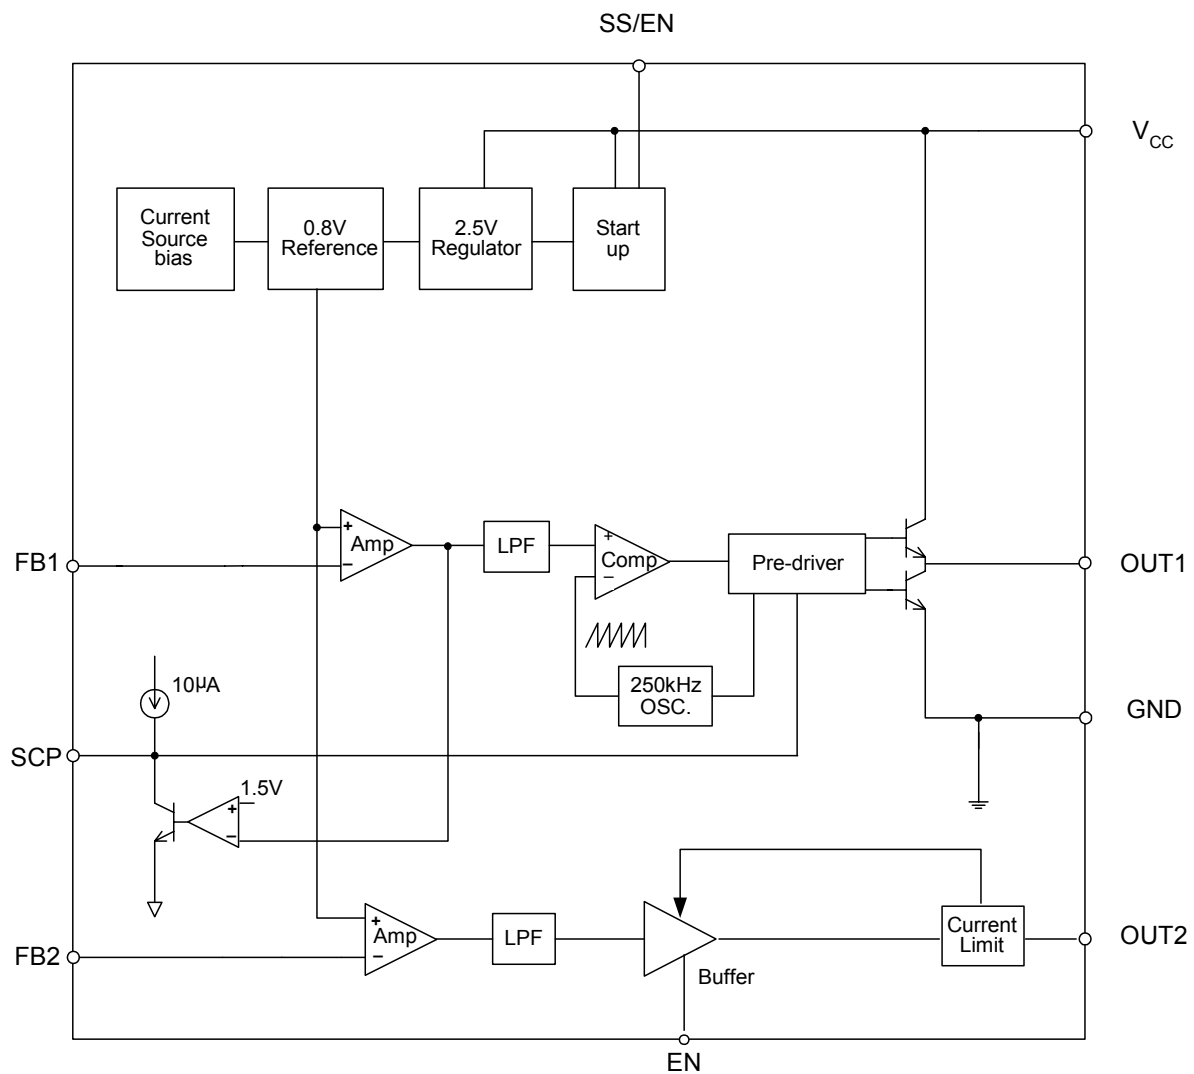 SS/EN
V_CC
Current
Source
bias
0.8V
Reference
2.5V
Regulator
Start
up
+
Amp
−
LPF
+
Comp
−
Pre-driver
FB1
OUT1
250kHz
OSC.
10µA
GND
SCP
1.5V
+
−
+
Amp
−
LPF
Buffer
Current
Limit
FB2
OUT2
EN